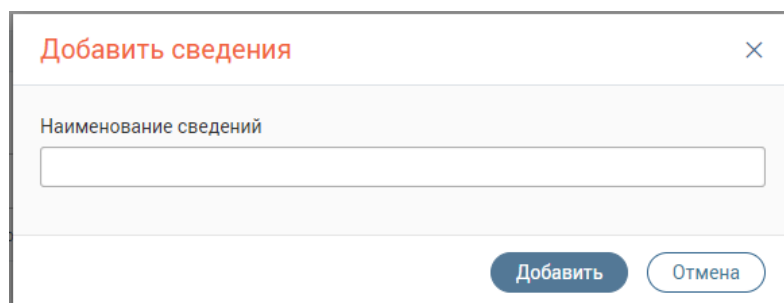 Добавить сведения
Наименование сведений
Добавить Отмена